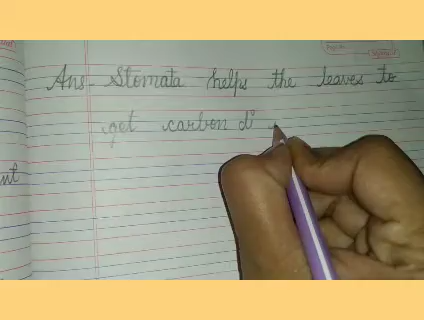 Ans- Stomata helps the leaves to
get carbon di